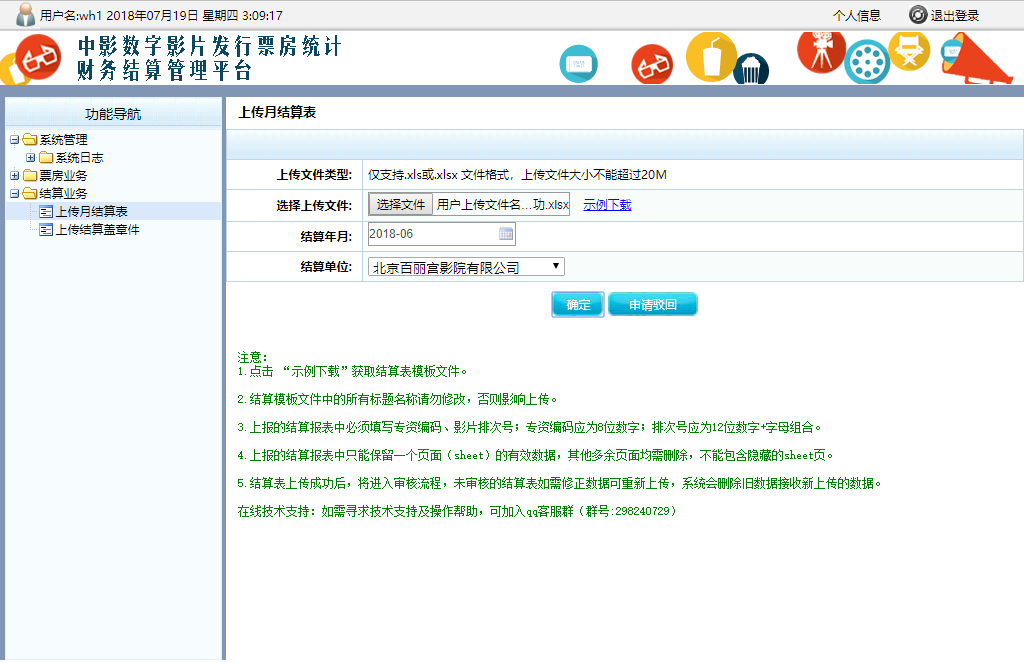 用户名:wh1 2018年07月19日 星期四 3:09:17
个人信息
退出登录
中影数字影片发行票房统计
财务结算管理平台
功能导航
系统管理
系统日志
票房业务
结算业务
上传月结算表
上传结算盖章件
上传月结算表
上传文件类型: 仅支持.xls或.xlsx 文件格式，上传文件大小不能超过20M
选择上传文件: 选择文件 用户上传文件名...功.xlsx 示例下载
结算年月: 2018-06
结算单位: 北京百丽宫影院有限公司
确定 申请驳回
注意：
1.点击 “示例下载”获取结算表模板文件。
2.结算模板文件中的所有标题名称请勿修改，否则影响上传。
3.上报的结算报表中必须填写专资编码、影片排次号；专资编码应为8位数字；排次号应为12位数字+字母组合。
4.上报的结算报表中只能保留一个页面（sheet）的有效数据，其他多余页面均需删除，不能包含隐藏的sheet页。
5.结算表上传成功后，将进入审核流程，未审核的结算表如需修正数据可重新上传，系统会删除旧数据接收新上传的数据。
在线技术支持：如需寻求技术支持及操作帮助，可加入qq客服群（群号:298240729）